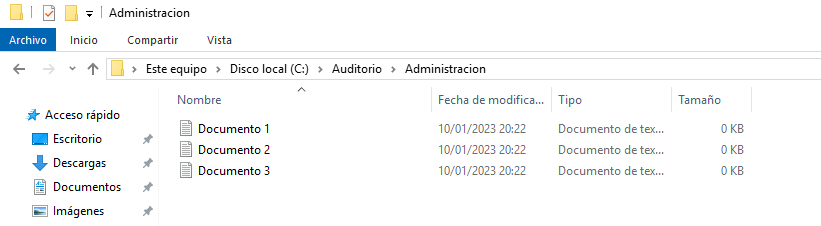 Administracion
Archivo Inicio Compartir Vista
Este equipo > Disco local (C:) > Auditorio > Administracion
Nombre Fecha de modifica... Tipo Tamaño
Acceso rápido
Escritorio
Descargas
Documentos
Imágenes
Documento 1 10/01/2023 20:22 Documento de tex... 0 KB
Documento 2 10/01/2023 20:22 Documento de tex... 0 KB
Documento 3 10/01/2023 20:22 Documento de tex... 0 KB